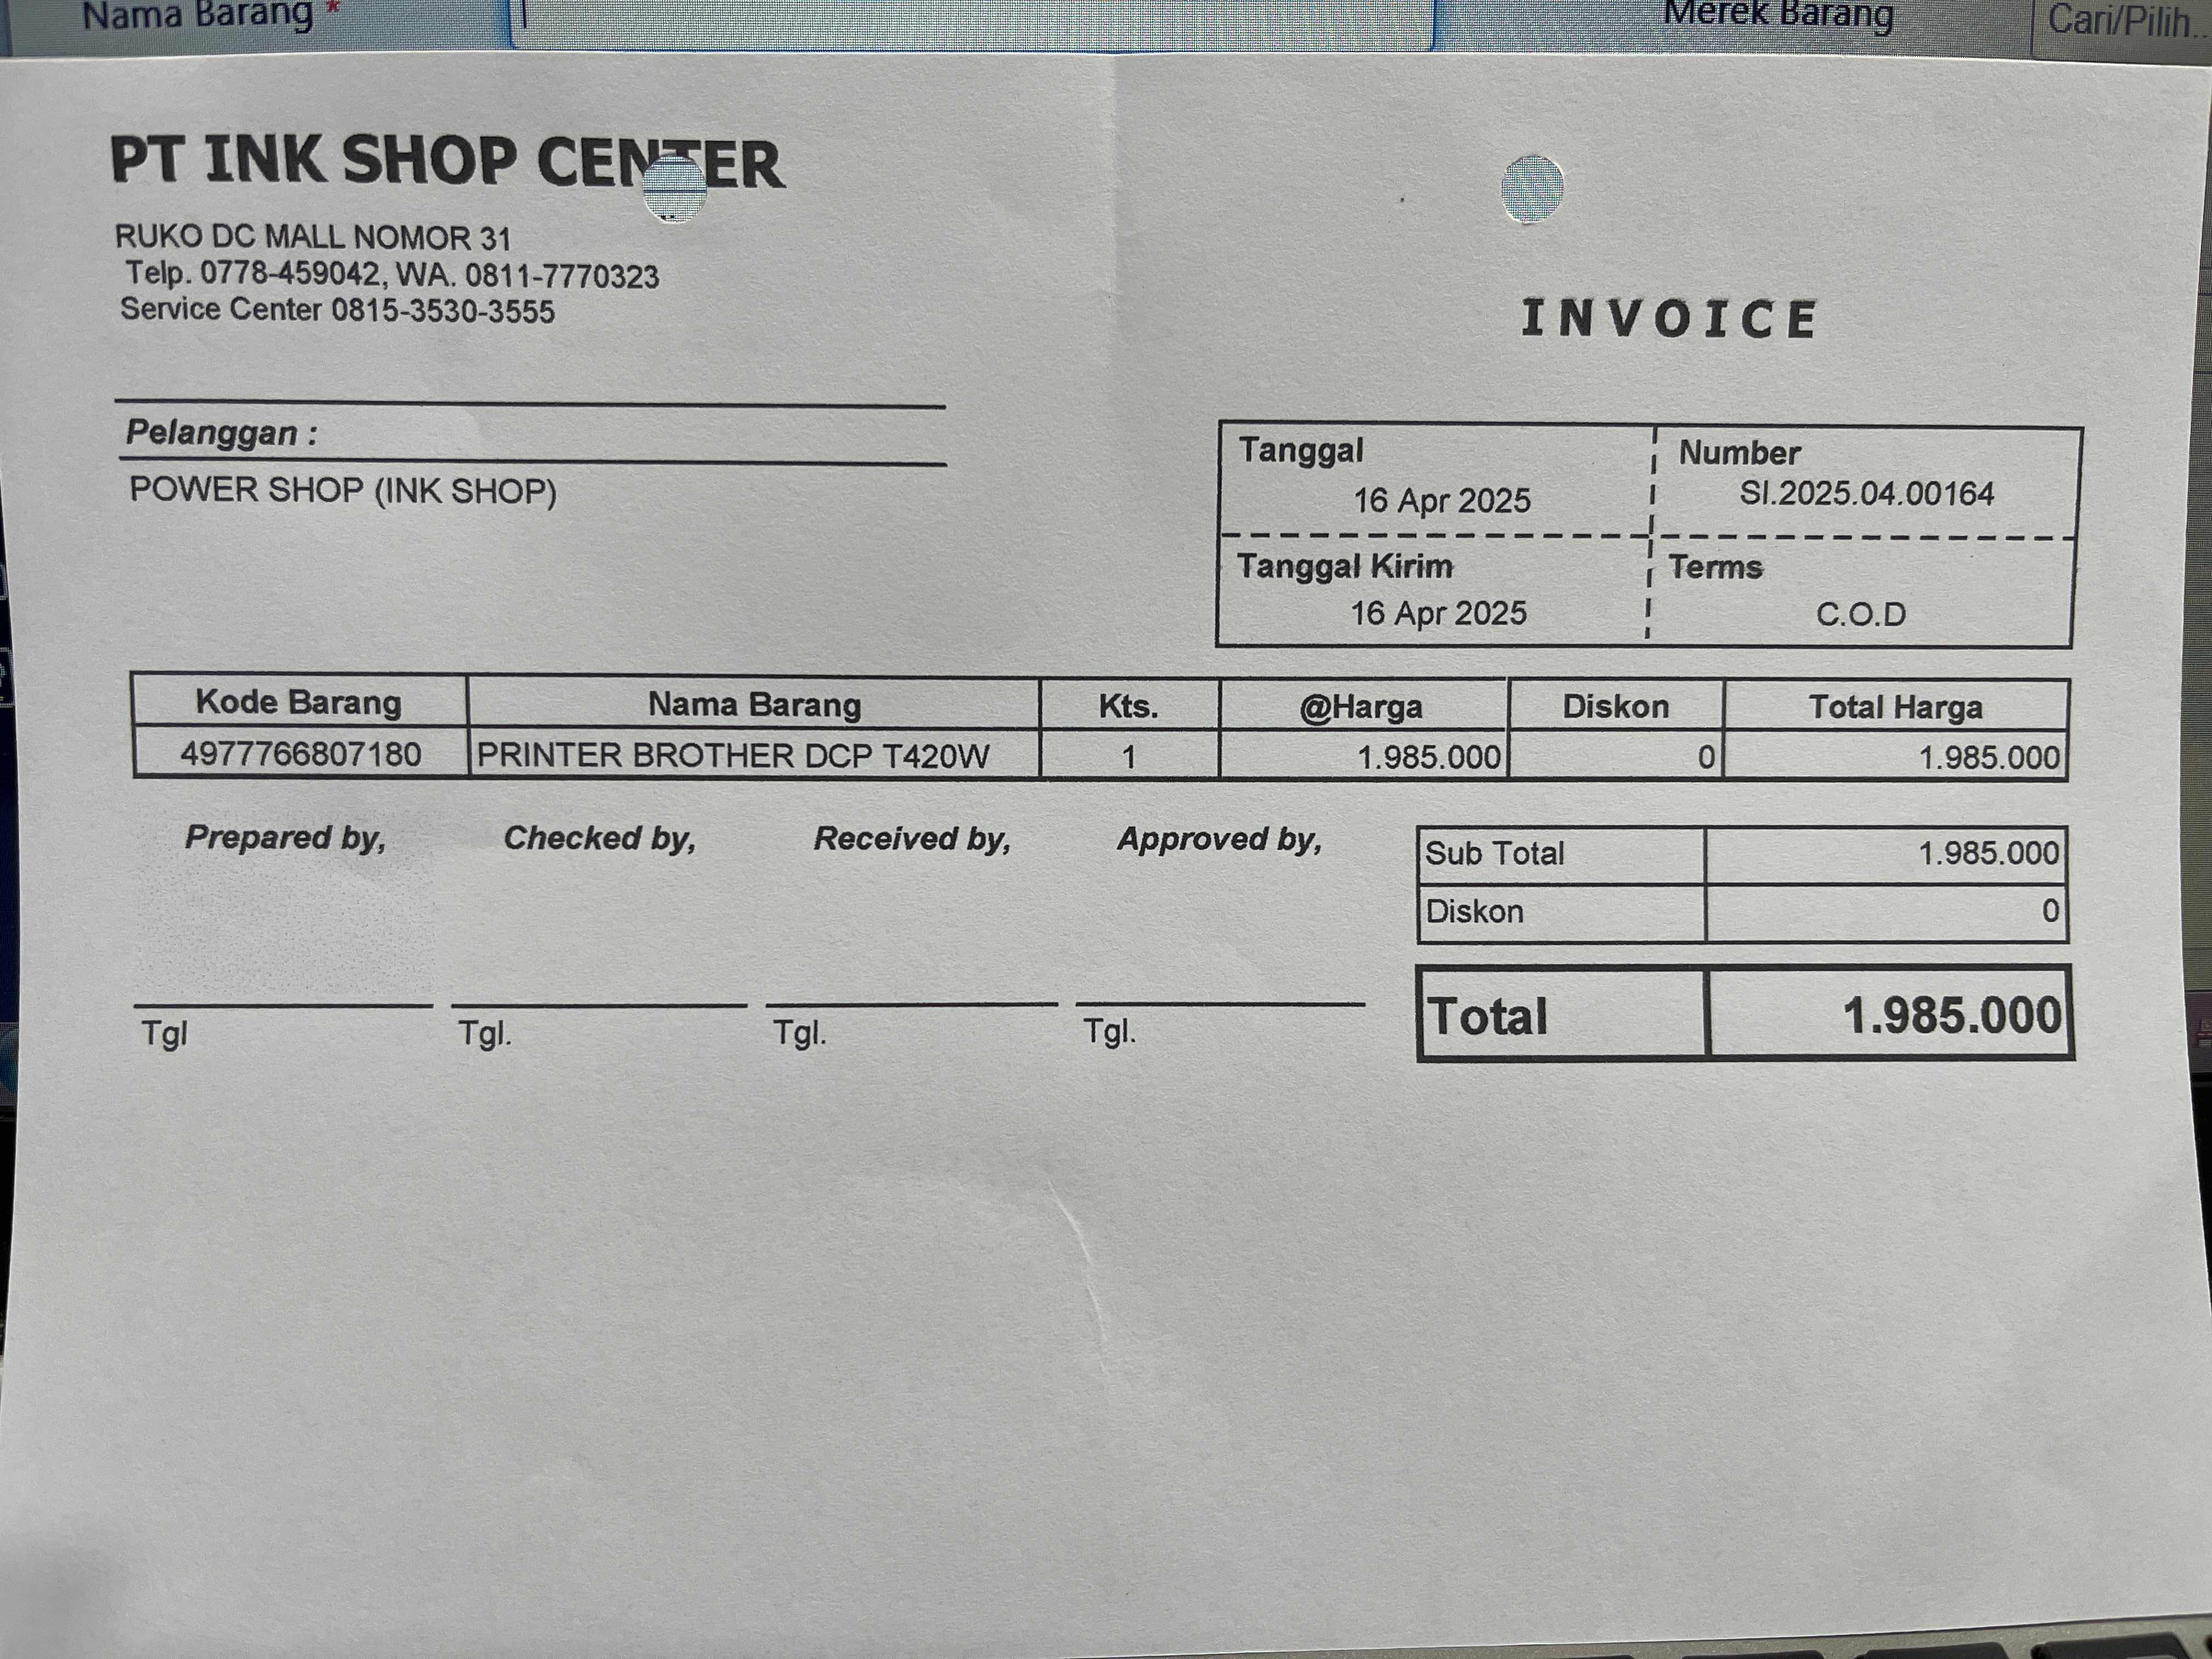 Nama Barang *
Merek Barang
Cari/Pilih...
PT INK SHOP CENTER
RUKO DC MALL NOMOR 31
Telp. 0778-459042, WA. 0811-7770323
Service Center 0815-3530-3555
INVOICE
Pelanggan :
POWER SHOP (INK SHOP)
Tanggal
16 Apr 2025
Number
SI.2025.04.00164
Tanggal Kirim
16 Apr 2025
Terms
C.O.D
Kode Barang Nama Barang Kts. @Harga Diskon Total Harga
4977766807180 PRINTER BROTHER DCP T420W 1 1.985.000 0 1.985.000
Prepared by, Checked by, Received by, Approved by,
Tgl Tgl. Tgl. Tgl.
Sub Total 1.985.000
Diskon 0
Total 1.985.000